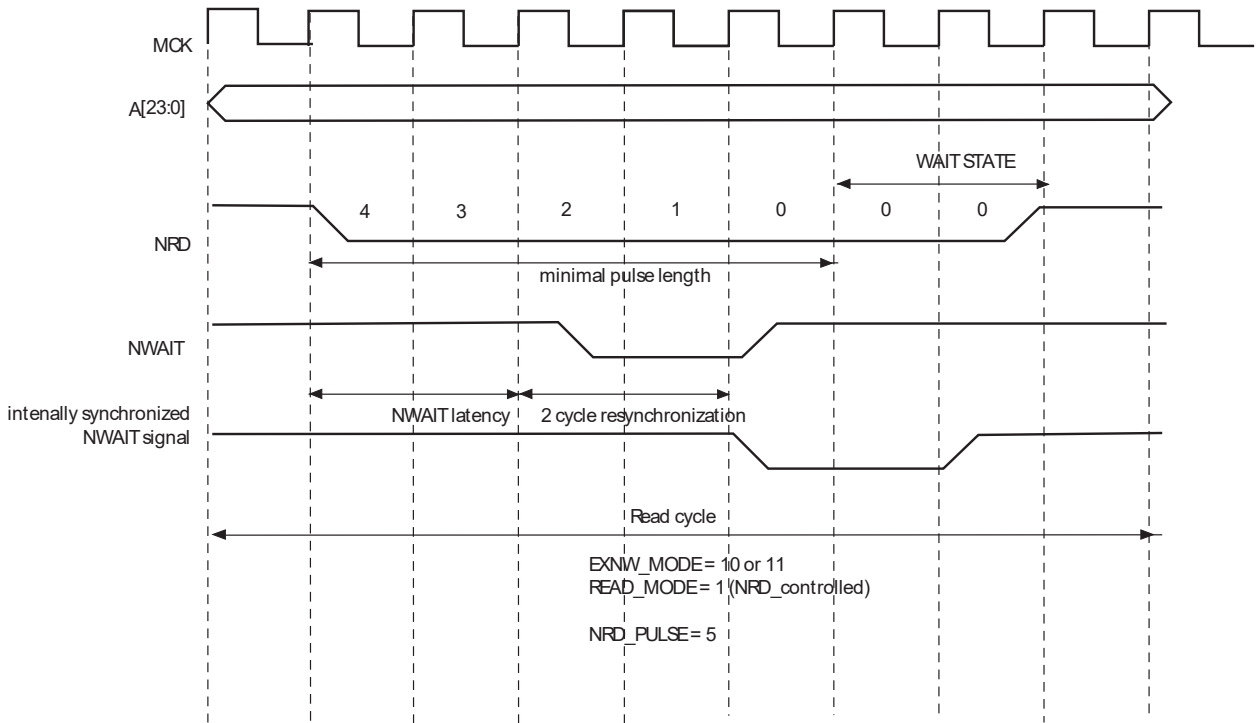 MCK
A[23:0]
WAIT STATE
4 3 2 1 0 0 0
NRD
minimal pulse length
NWAIT
intenally synchronized
NWAIT signal
NWAIT latency 2 cycle resynchronization
Read cycle
EXNW_MODE = 10 or 11
READ_MODE = 1 (NRD_controlled)
NRD_PULSE = 5